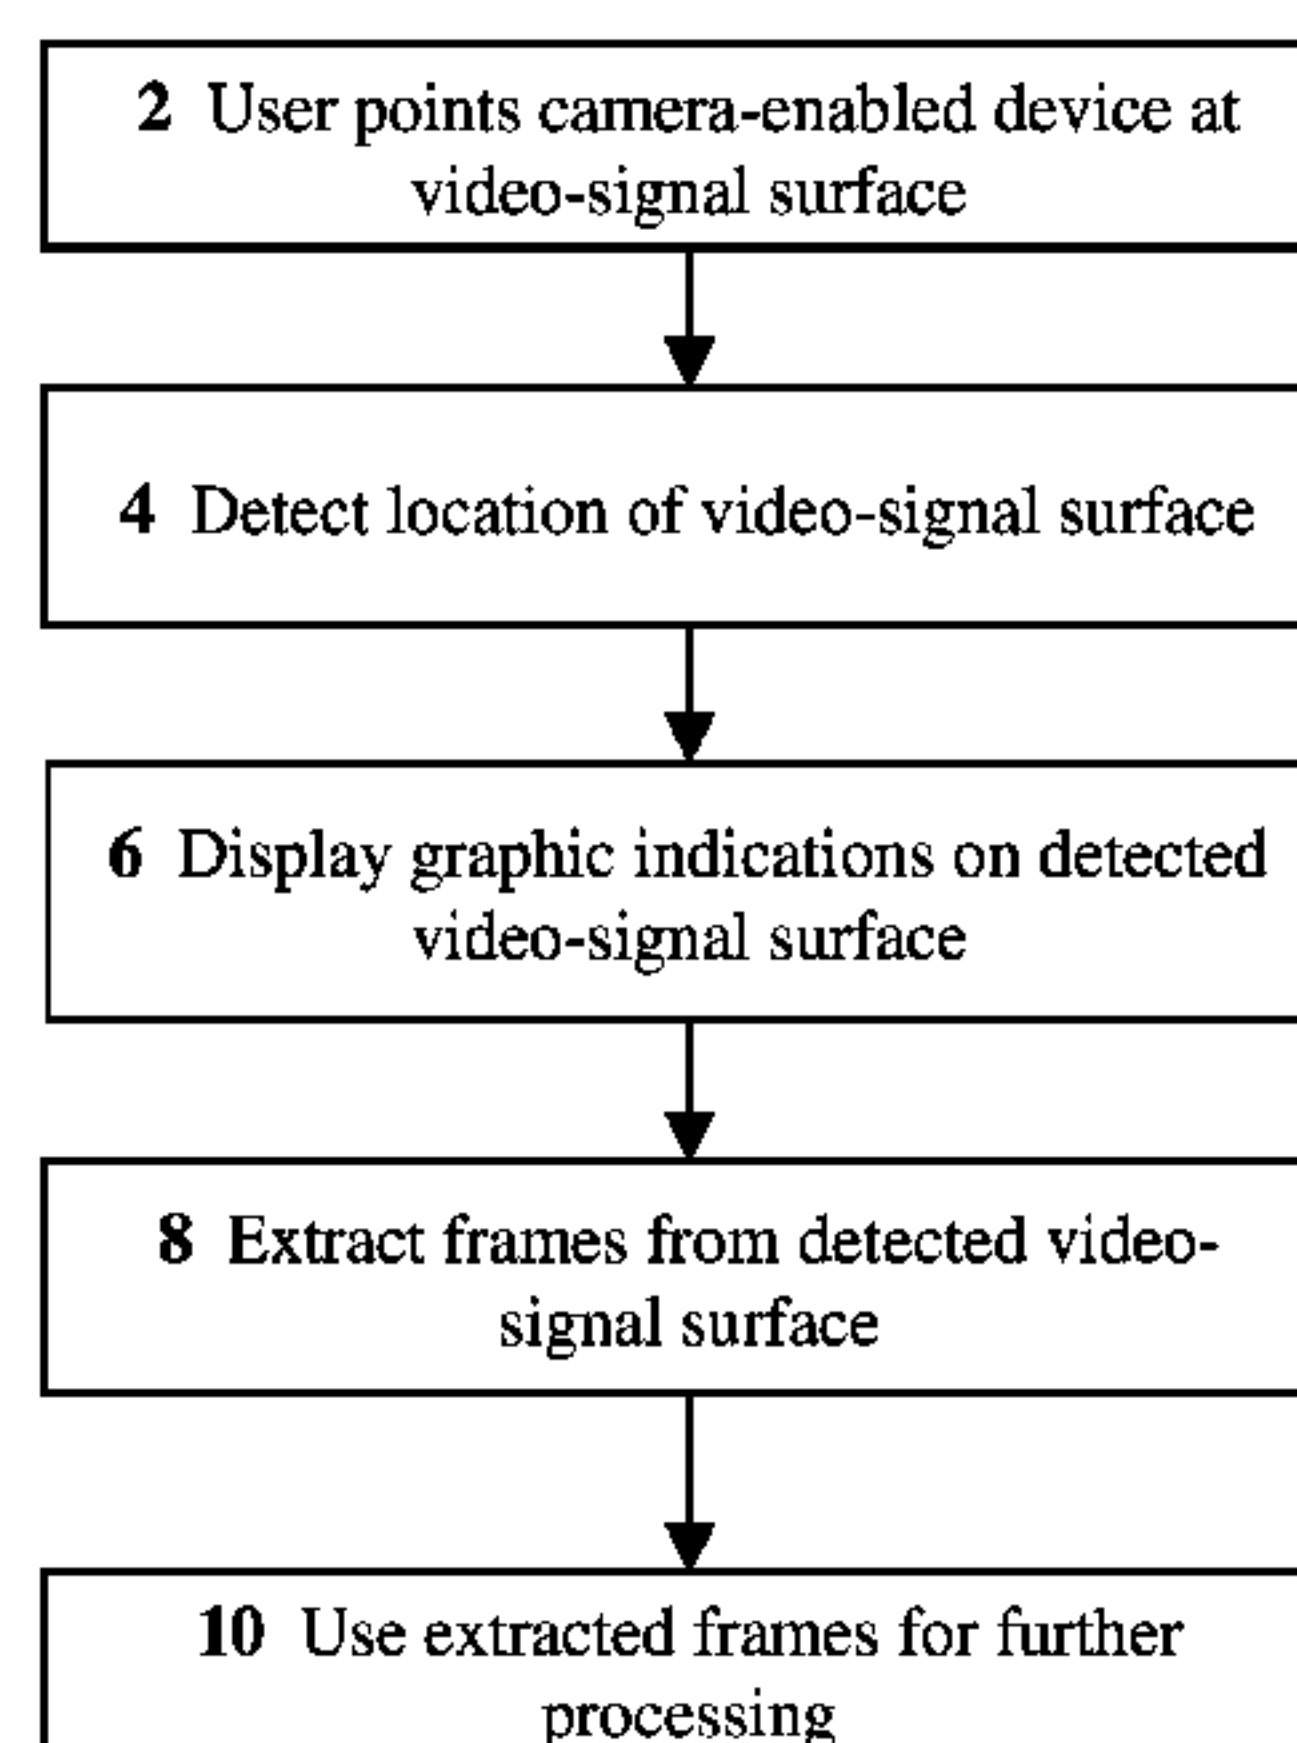 2 User points camera-enabled device at
video-signal surface
4 Detect location of video-signal surface
6 Display graphic indications on detected
video-signal surface
8 Extract frames from detected video-
signal surface
10 Use extracted frames for further
processing